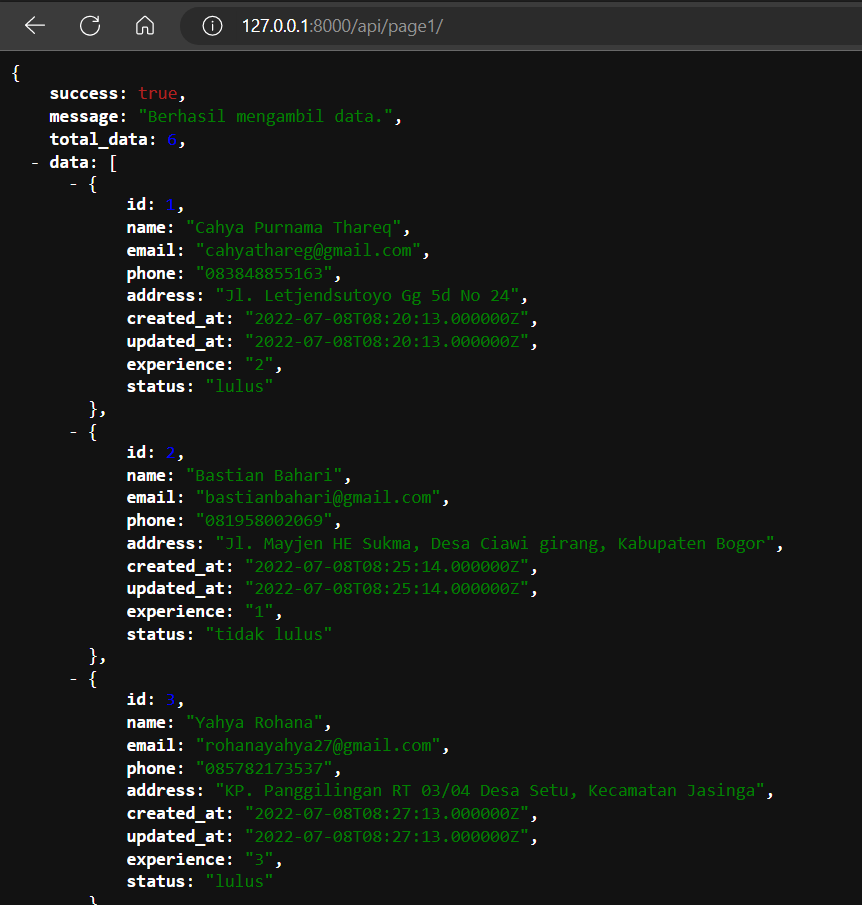 127.0.0.1:8000/api/page1/
{
success: true,
message: "Berhasil mengambil data.",
total_data: 6,
- data: [
- {
id: 1,
name: "Cahya Purnama Thareq",
email: "cahyathareg@gmail.com",
phone: "083848855163",
address: "Jl. Letjendsutoyo Gg 5d No 24",
created_at: "2022-07-08T08:20:13.000000Z",
updated_at: "2022-07-08T08:20:13.000000Z",
experience: "2",
status: "lulus"
},
- {
id: 2,
name: "Bastian Bahari",
email: "bastianbahari@gmail.com",
phone: "081958002069",
address: "Jl. Mayjen HE Sukma, Desa Ciawi girang, Kabupaten Bogor",
created_at: "2022-07-08T08:25:14.000000Z",
updated_at: "2022-07-08T08:25:14.000000Z",
experience: "1",
status: "tidak lulus"
},
- {
id: 3,
name: "Yahya Rohana",
email: "rohanayahya27@gmail.com",
phone: "085782173537",
address: "KP. Panggilingan RT 03/04 Desa Setu, Kecamatan Jasinga",
created_at: "2022-07-08T08:27:13.000000Z",
updated_at: "2022-07-08T08:27:13.000000Z",
experience: "3",
status: "lulus"
}